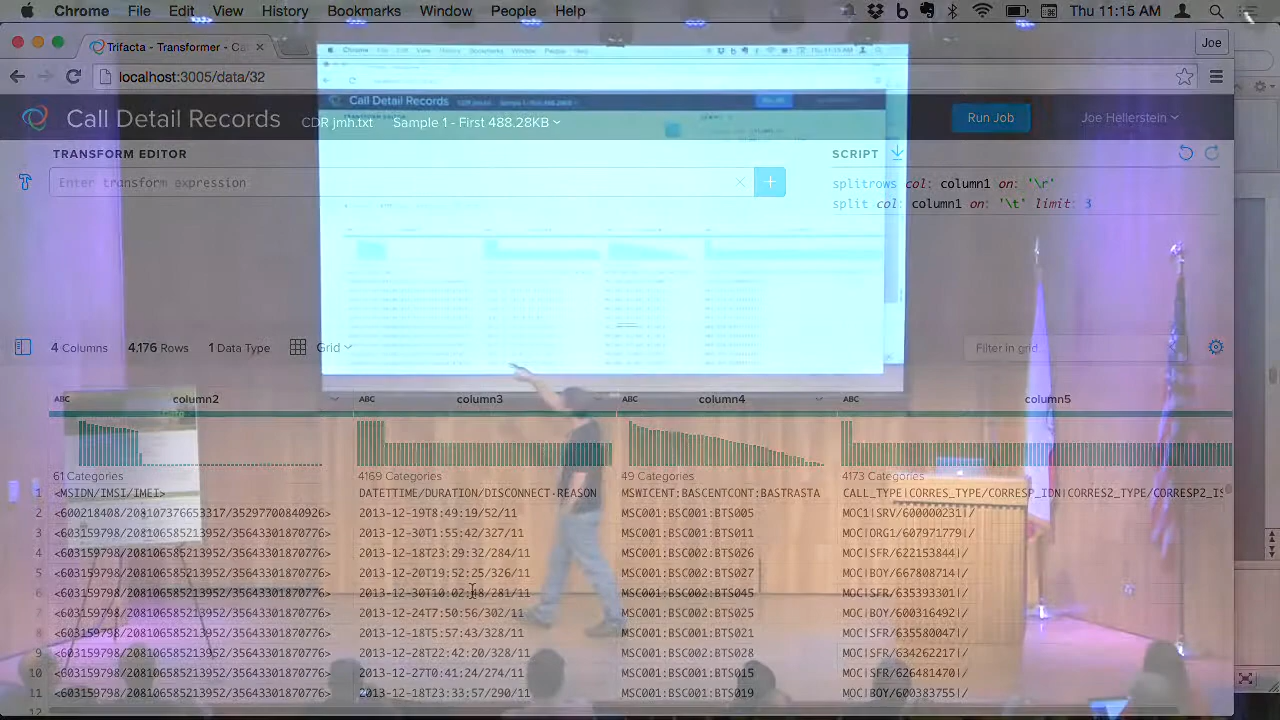 Chrome File Edit View History Bookmarks Window People Help Thu 11:15 AM
Trifacta - Transformer - Ca
Joe
localhost:3005/data/32
Call Detail Records CDR jmh.txt Sample 1 - First 488.28KB Run Job Joe Hellerstein
Call Detail Records
TRANSFORM EDITOR SCRIPT
Enter transform expression
splitrows col: column1 on: '\r'
split col: column1 on: '\t' limit: 3
4 Columns 4,176 Rows 1 Data Type Grid Filter in grid
ABC column2 ABC column3 ABC column4 ABC column5
61 Categories 4169 Categories 49 Categories 4173 Categories
1 <MSIDN/IMSI/IMEI> DATETTIME/DURATION/DISCONNECT-REASON MSWICENT:BASCENTCONT:BASTRASTA CALL_TYPE|CORRES_TYPE/CORRESP_IDN|CORRES2_TYPE/CORRESP2_IS
2 <600218408/208107376653317/35297700840926> 2013-12-19T8:49:19/52/11 MSC001:BSC001:BTS005 MOC1|SRV/600000231|/
3 <603159798/208106585213952/35643301870776> 2013-12-30T1:55:42/327/11 MSC001:BSC001:BTS011 MOC|ORG1/607971779|/
4 <603159798/208106585213952/35643301870776> 2013-12-18T23:29:32/284/11 MSC001:BSC002:BTS026 MOC|SFR/622153844|/
5 <603159798/208106585213952/35643301870776> 2013-12-20T19:52:25/326/11 MSC001:BSC002:BTS027 MOC|BOY/667808714|/
6 <603159798/208106585213952/35643301870776> MSC001:BSC002:BTS045 MOC|SFR/635393301|/
7 <603159798/208106585213952/35643301870776> 2013-12-24T7:50:56/302/11 MSC001:BSC002:BTS025 MOC|BOY/600316492|/
8 <603159798/208106585213952/35643301870776> 2013-12-18T5:57:43/328/11 MSC001:BSC001:BTS021 MOC|SFR/635580047|/
9 <603159798/208106585213952/35643301870776> 2013-12-28T22:42:20/328/11 MSC001:BSC002:BTS028 MOC|SFR/634262217|/
10 <603159798/208106585213952/35643301870776> 2013-12-27T0:41:24/274/11 MSC001:BSC001:BTS015 MOC|SFR/626481470|/
11 <603159798/208106585213952/35643301870776> 2013-12-18T23:33:57/290/11 MSC001:BSC001:BTS019 MOC|BOY/600383755|/
12